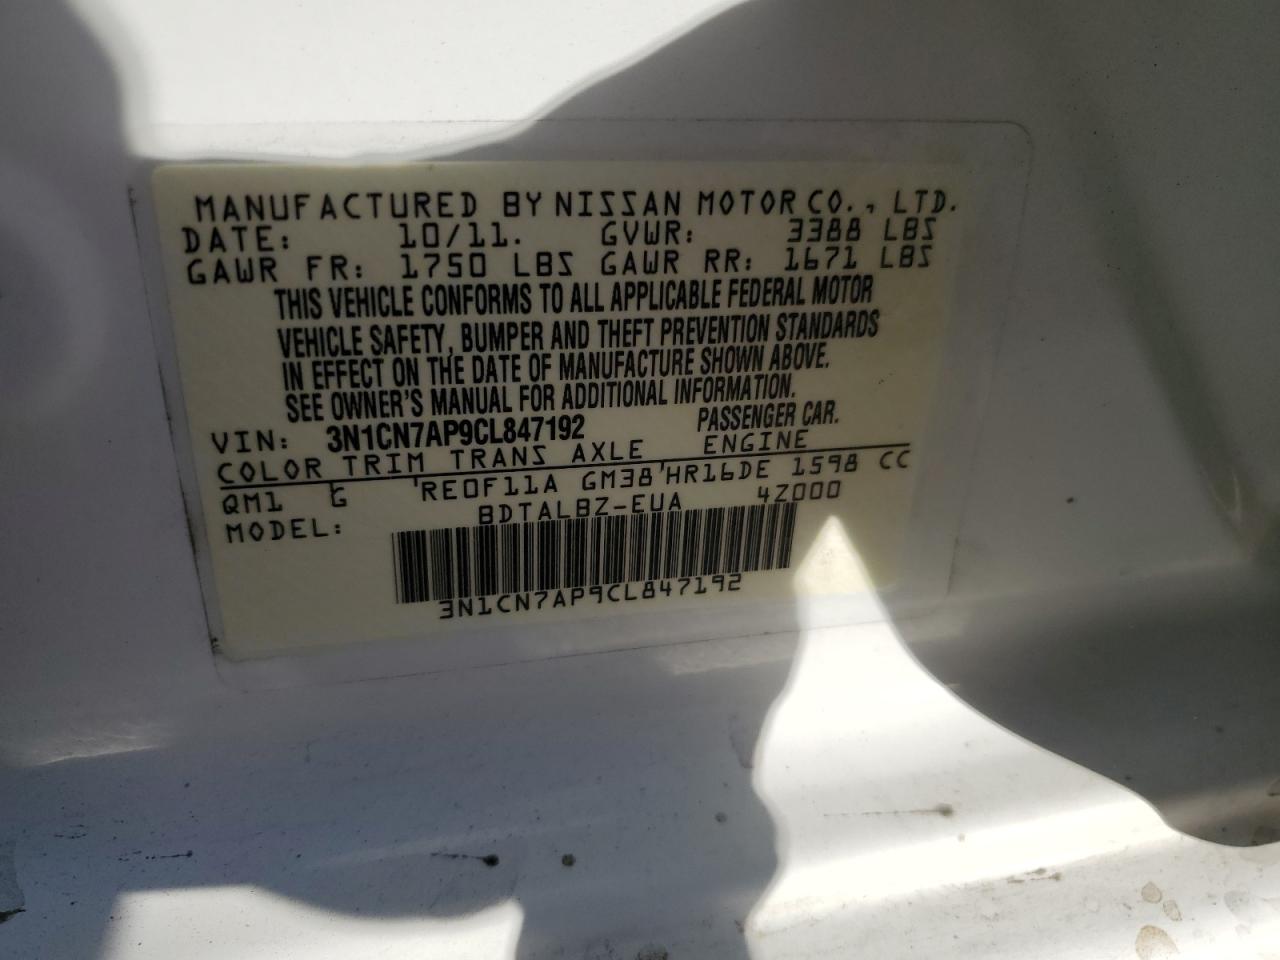 MANUFACTURED BY NISSAN MOTOR CO., LTD.
DATE: 10/11. GVWR: 3388 LBS
GAWR FR: 1750 LBS GAWR RR: 1671 LBS
THIS VEHICLE CONFORMS TO ALL APPLICABLE FEDERAL MOTOR
VEHICLE SAFETY, BUMPER AND THEFT PREVENTION STANDARDS
IN EFFECT ON THE DATE OF MANUFACTURE SHOWN ABOVE.
SEE OWNER'S MANUAL FOR ADDITIONAL INFORMATION.
VIN: 3N1CN7AP9CL847192 PASSENGER CAR.
COLOR TRIM TRANS AXLE ENGINE
QM1 G RE0F11A GM38 HR16DE 1598 CC
MODEL: BDTALBZ-EUA 4Z000
3N1CN7AP9CL847192